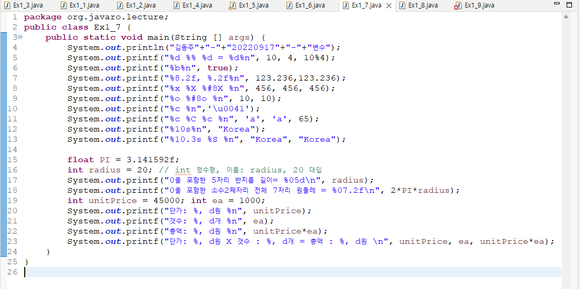 Ex1_3.java Ex1_1.java Ex1_2.java Ex1_4.java Ex1_5.java Ex1_6.java Ex1_7.java Ex1_8.java Ex1_9.java
1 package org.javaro.lecture;
2 public class Ex1_7 {
3 public static void main(String [] args) {
4 System.out.println("김동주"+"-"+"20220917"+"-"+"변수");
5 System.out.printf("%d %% %d = %d%n", 10, 4, 10%4);
6 System.out.printf("%b%n", true);
7 System.out.printf("%8.2f, %.2f%n", 123.236,123.236);
8 System.out.printf("%x %X %#8X %n", 456, 456, 456);
9 System.out.printf("%o %#8o %n", 10, 10);
10 System.out.printf("%c %n",'\u0041');
11 System.out.printf("%c %C %c %n", 'a', 'a', 65);
12 System.out.printf("%10s%n", "Korea");
13 System.out.printf("%10.3s %S %n", "Korea", "Korea");
14
15 float PI = 3.141592f;
16 int radius = 20; // int 정수형, 이름: radius, 20 대입
17 System.out.printf("0을 포함한 5자리 반지름 길이= %05d\n", radius);
18 System.out.printf("0을 포함한 소수2째자리 전체 7자리 원둘레 = %07.2f\n", 2*PI*radius);
19 int unitPrice = 45000; int ea = 1000;
20 System.out.printf("단가: %, d원 %n", unitPrice);
21 System.out.printf("갯수: %, d개 %n", ea);
22 System.out.printf("총액: %, d원 %n", unitPrice*ea);
23 System.out.printf("단가: %, d원 X 갯수 : %, d개 = 총액 : %, d원 \n", unitPrice, ea, unitPrice*ea);
24 }
25 }
26